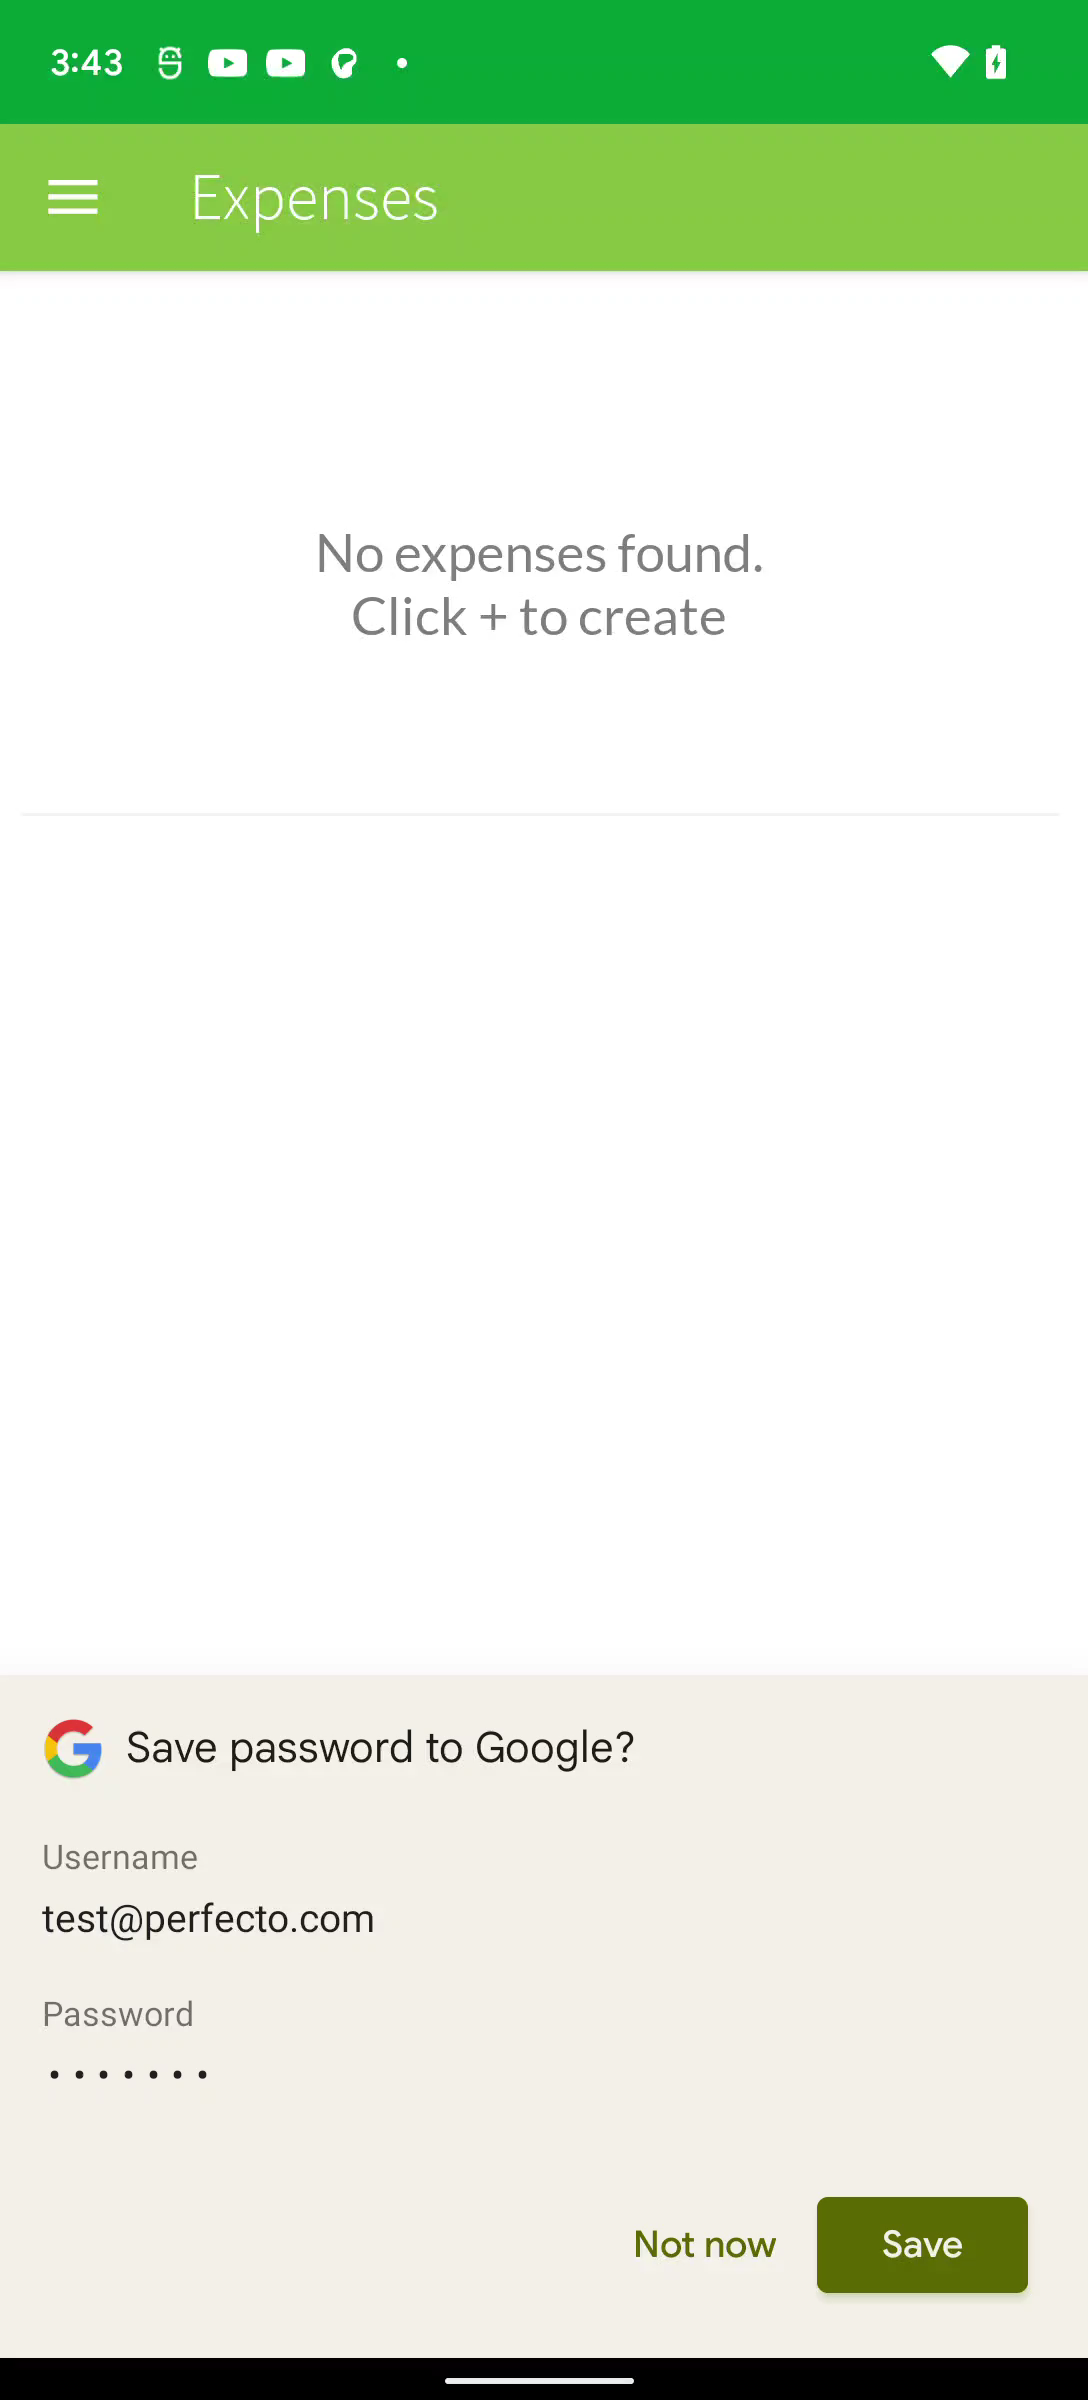 3:43
Expenses
No expenses found.
Click + to create
Save password to Google?
Username
test@perfecto.com
Password
•••••••
Not now
Save